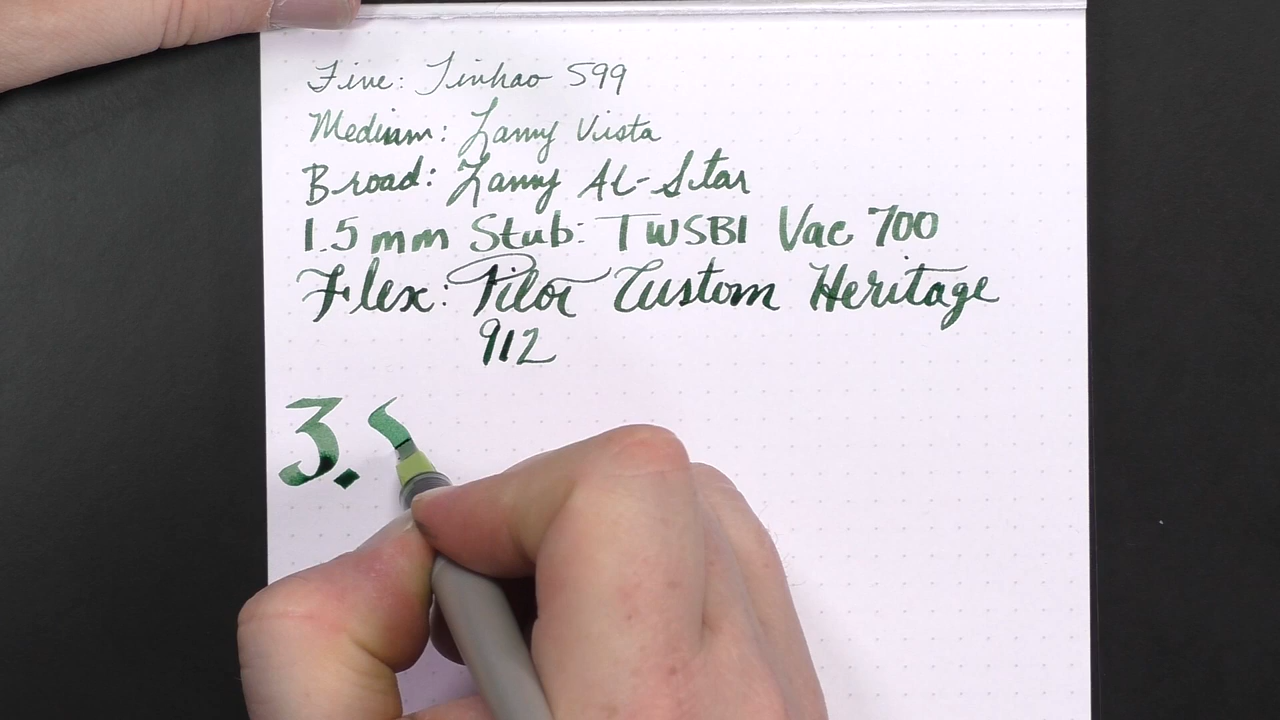 Fine: Jinhao 599
Medium: Lamy Vista
Broad: Lamy AL-Star
1.5 mm Stub: TWSBI Vac 700
Flex: Pilot Custom Heritage
912
3.